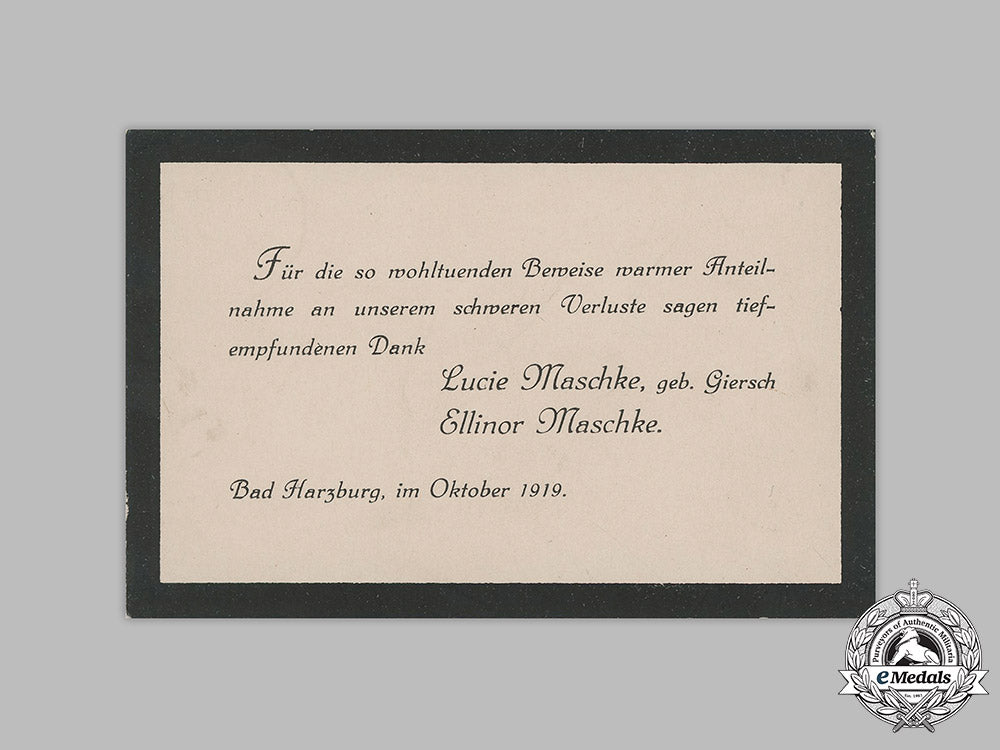 Für die so wohltuenden Beweise warmer Anteil-
nahme an unserem schweren Verluste sagen tief-
empfundenen Dank
Lucie Maschke, geb. Giersch
Ellinor Maschke.
Bad Harzburg, im Oktober 1919.
Purveyors of Authentic Militaria
eMedals